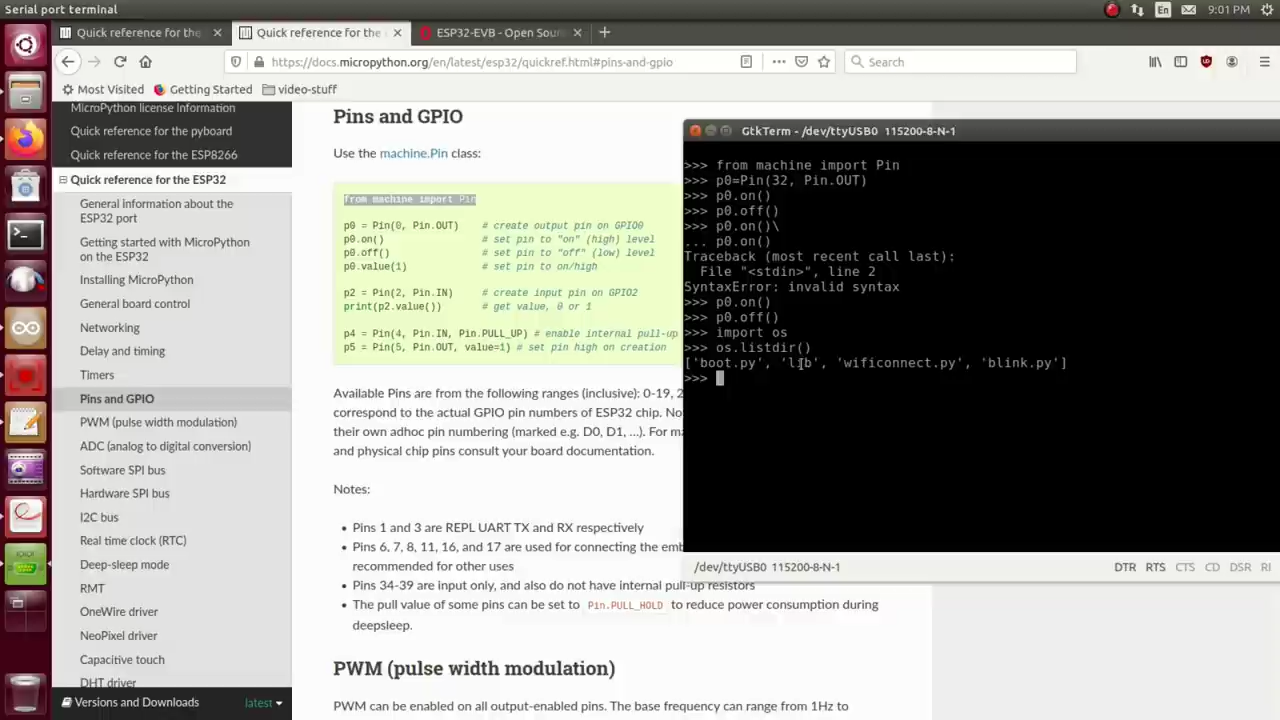 Serial port terminal
En
9:01 PM
Quick reference for the
Quick reference for the
ESP32-EVB - Open Sour
https://docs.micropython.org/en/latest/esp32/quickref.html#pins-and-gpio
Search
Most Visited
Getting Started
video-stuff
MicroPython license information
Quick reference for the pyboard
Quick reference for the ESP8266
Quick reference for the ESP32
General information about the
ESP32 port
Getting started with MicroPython
on the ESP32
Installing MicroPython
General board control
Networking
Delay and timing
Timers
Pins and GPIO
PWM (pulse width modulation)
ADC (analog to digital conversion)
Software SPI bus
Hardware SPI bus
I2C bus
Real time clock (RTC)
Deep-sleep mode
RMT
OneWire driver
NeoPixel driver
Capacitive touch
DHT driver
Versions and Downloads
latest
Pins and GPIO
Use the machine.Pin class:
from machine import Pin
p0 = Pin(0, Pin.OUT) # create output pin on GPIO0
p0.on() # set pin to "on" (high) level
p0.off() # set pin to "off" (low) level
p0.value(1) # set pin to on/high
p2 = Pin(2, Pin.IN) # create input pin on GPIO2
print(p2.value()) # get value, 0 or 1
p4 = Pin(4, Pin.IN, Pin.PULL_UP) # enable internal pull-up
p5 = Pin(5, Pin.OUT, value=1) # set pin high on creation
Available Pins are from the following ranges (inclusive): 0-19, 2
correspond to the actual GPIO pin numbers of ESP32 chip. No
their own adhoc pin numbering (marked e.g. D0, D1, ...). For ma
and physical chip pins consult your board documentation.
Notes:
Pins 1 and 3 are REPL UART TX and RX respectively
Pins 6, 7, 8, 11, 16, and 17 are used for connecting the emb
recommended for other uses
Pins 34-39 are input only, and also do not have internal pull-up resistors
The pull value of some pins can be set to Pin.PULL_HOLD to reduce power consumption during
deepsleep.
PWM (pulse width modulation)
PWM can be enabled on all output-enabled pins. The base frequency can range from 1Hz to
GtkTerm - /dev/ttyUSB0 115200-8-N-1
>>> from machine import Pin
>>> p0=Pin(32, Pin.OUT)
>>> p0.on()
>>> p0.off()
>>> p0.on()\
... p0.on()
Traceback (most recent call last):
  File "<stdin>", line 2
SyntaxError: invalid syntax
>>> p0.on()
>>> p0.off()
>>> import os
>>> os.listdir()
['boot.py', 'lib', 'wificonnect.py', 'blink.py']
>>>
/dev/ttyUSB0 115200-8-N-1
DTR RTS CTS CD DSR RI